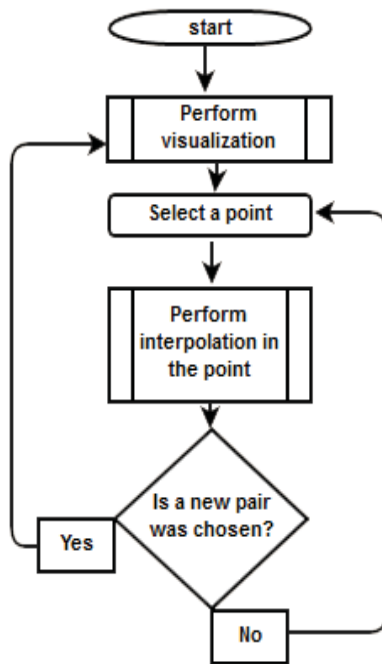 start
Perform
visualization
Select a point
Perform
interpolation in
the point
Is a new pair
was chosen?
Yes
No